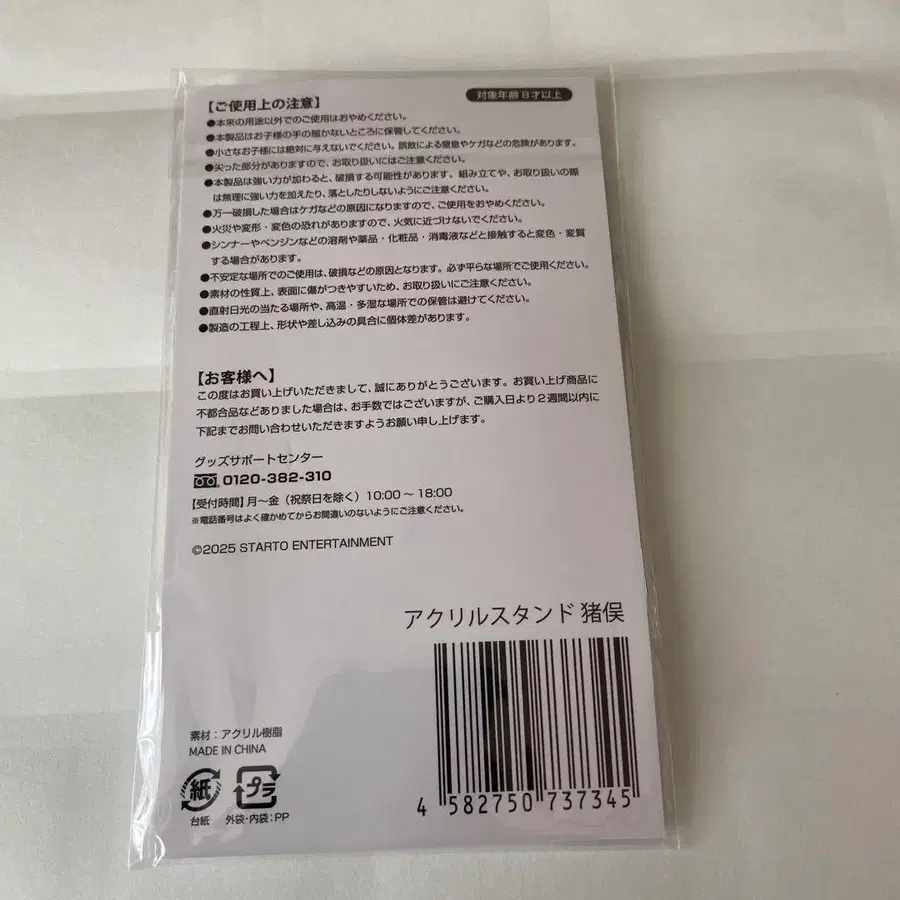 【ご使用上の注意】
対象年齢 8才以上
●本来の用途以外でのご使用はおやめください。
●本製品はお子様の手の届かないところに保管してください。
●小さなお子様には絶対に与えないでください。誤飲による窒息やケガなどの危険があります。
●尖った部分がありますので、お取り扱いにはご注意ください。
●本製品は強い力が加わると、破損する可能性があります。組み立てや、お取り扱いの際
は無理に強い力を加えたり、落としたりしないようにご注意ください。
●万一破損した場合はケガなどの原因になりますので、ご使用をおやめください。
●火災や変形・変色の恐れがありますので、火気に近づけないでください。
●シンナーやベンジンなどの溶剤や薬品・化粧品・消毒液などと接触すると変色・変質
する場合があります。
●不安定な場所でのご使用は、破損などの原因となります。必ず平らな場所でご使用ください。
●素材の性質上、表面に傷がつきやすいため、お取り扱いにご注意ください。
●直射日光の当たる場所や、高温・多湿な場所での保管は避けてください。
●製造の工程上、形状や差し込みの具合に個体差があります。
【お客様へ】
この度はお買い上げいただきまして、誠にありがとうございます。お買い上げ商品に
不都合品などありました場合は、お手数ではございますが、ご購入日より2週間以内に
下記までお問い合わせいただきますようお願い申し上げます。
グッズサポートセンター
0120-382-310
【受付時間】月〜金（祝祭日を除く）10:00〜18:00
※電話番号はよく確かめてからお間違いのないようにご注意ください。
©2025 STARTO ENTERTAINMENT
アクリルスタンド 猪俣
素材：アクリル樹脂
MADE IN CHINA
紙
プラ
台紙
外袋・内袋：PP
4 582750 737345